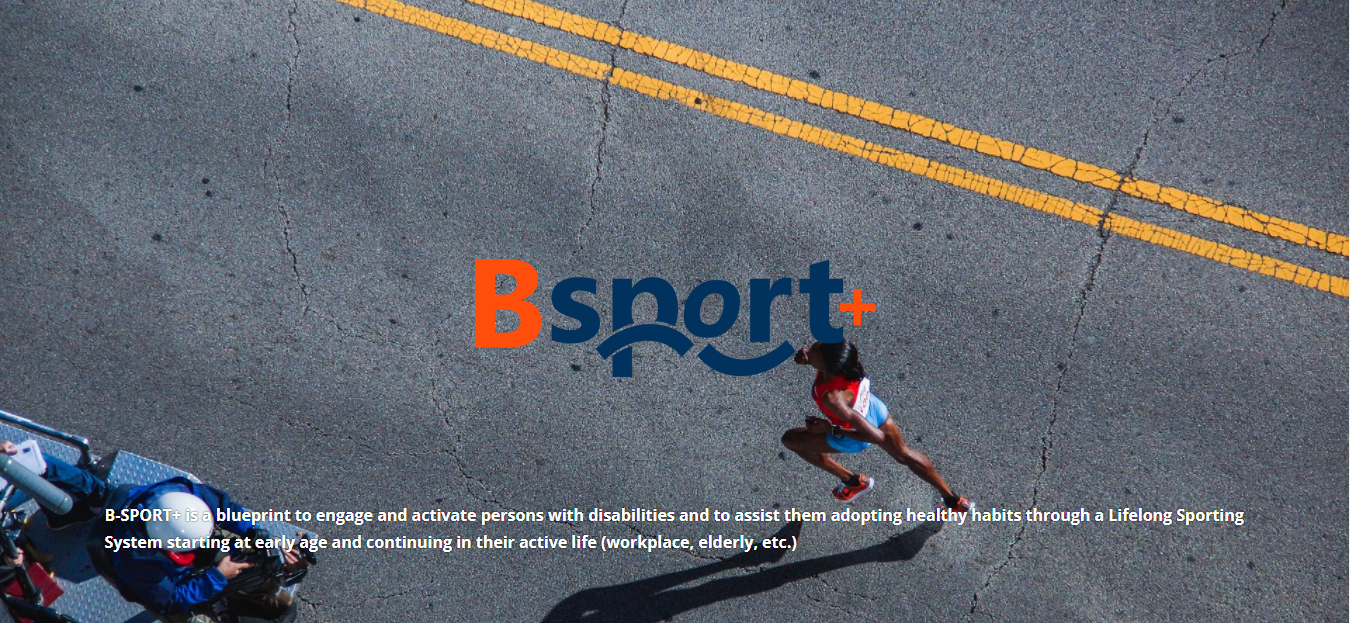 Bsport+
B-SPORT+ is a blueprint to engage and activate persons with disabilities and to assist them adopting healthy habits through a Lifelong Sporting
System starting at early age and continuing in their active life (workplace, elderly, etc.)